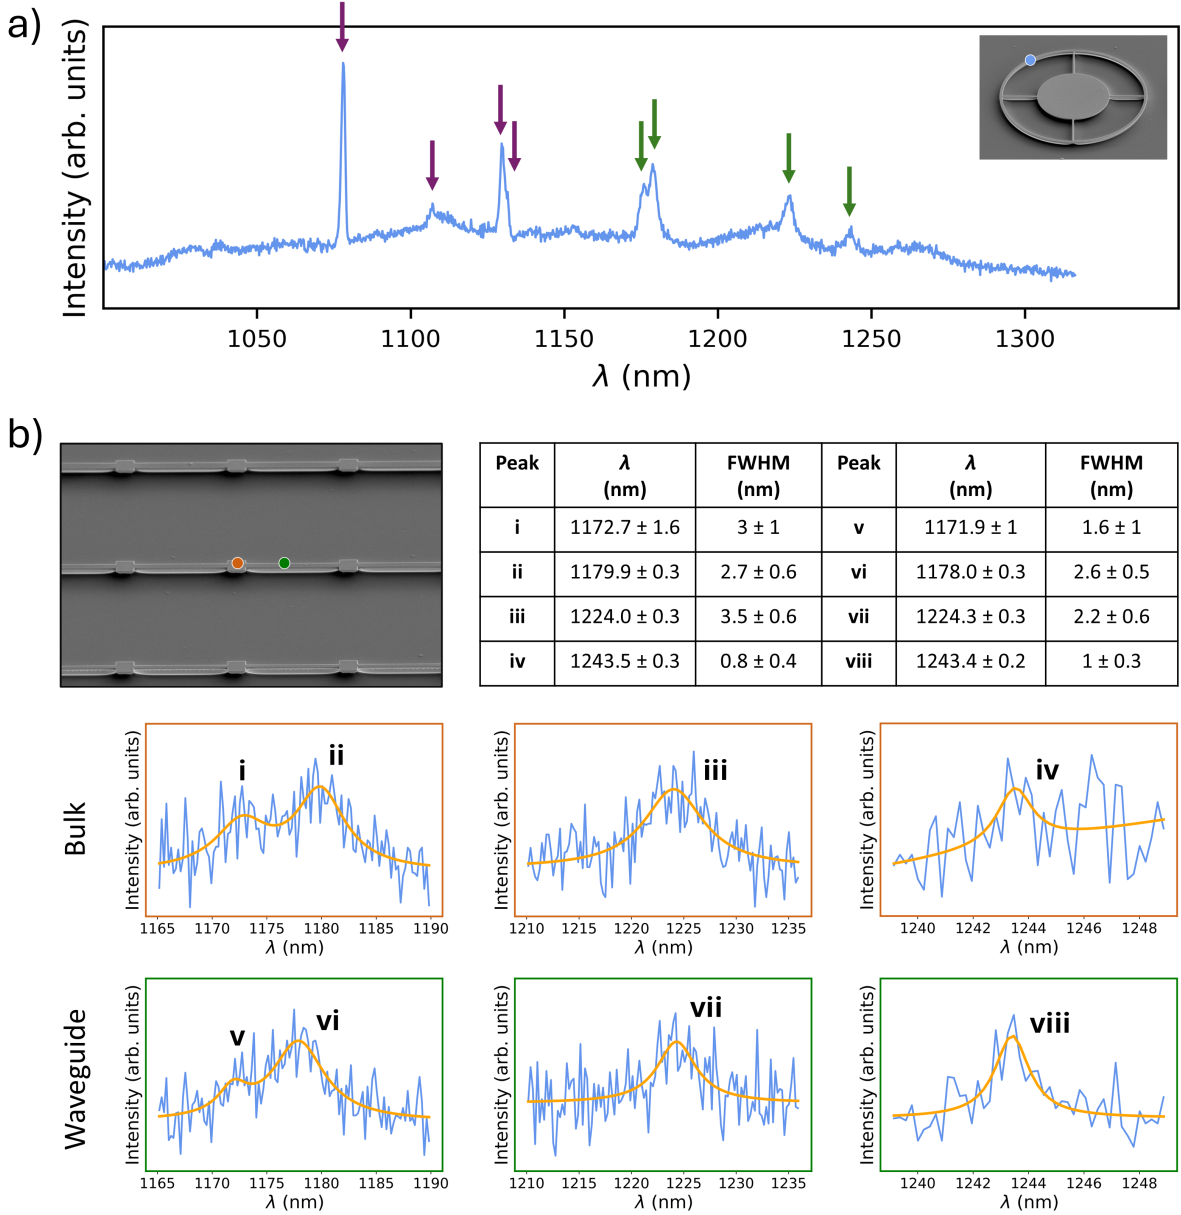 a)
Intensity (arb. units)
1050 1100 1150 1200 1250 1300
λ (nm)
b)
Peak λ (nm) FWHM (nm) Peak λ (nm) FWHM (nm)
i 1172.7 ± 1.6 3 ± 1 v 1171.9 ± 1 1.6 ± 1
ii 1179.9 ± 0.3 2.7 ± 0.6 vi 1178.0 ± 0.3 2.6 ± 0.5
iii 1224.0 ± 0.3 3.5 ± 0.6 vii 1224.3 ± 0.3 2.2 ± 0.6
iv 1243.5 ± 0.3 0.8 ± 0.4 viii 1243.4 ± 0.2 1 ± 0.3
Bulk
Intensity (arb. units)
i ii
1165 1170 1175 1180 1185 1190
λ (nm)
Intensity (arb. units)
iii
1210 1215 1220 1225 1230 1235
λ (nm)
Intensity (arb. units)
iv
1240 1242 1244 1246 1248
λ (nm)
Waveguide
Intensity (arb. units)
v vi
1165 1170 1175 1180 1185 1190
λ (nm)
Intensity (arb. units)
vii
1210 1215 1220 1225 1230 1235
λ (nm)
Intensity (arb. units)
viii
1240 1242 1244 1246 1248
λ (nm)